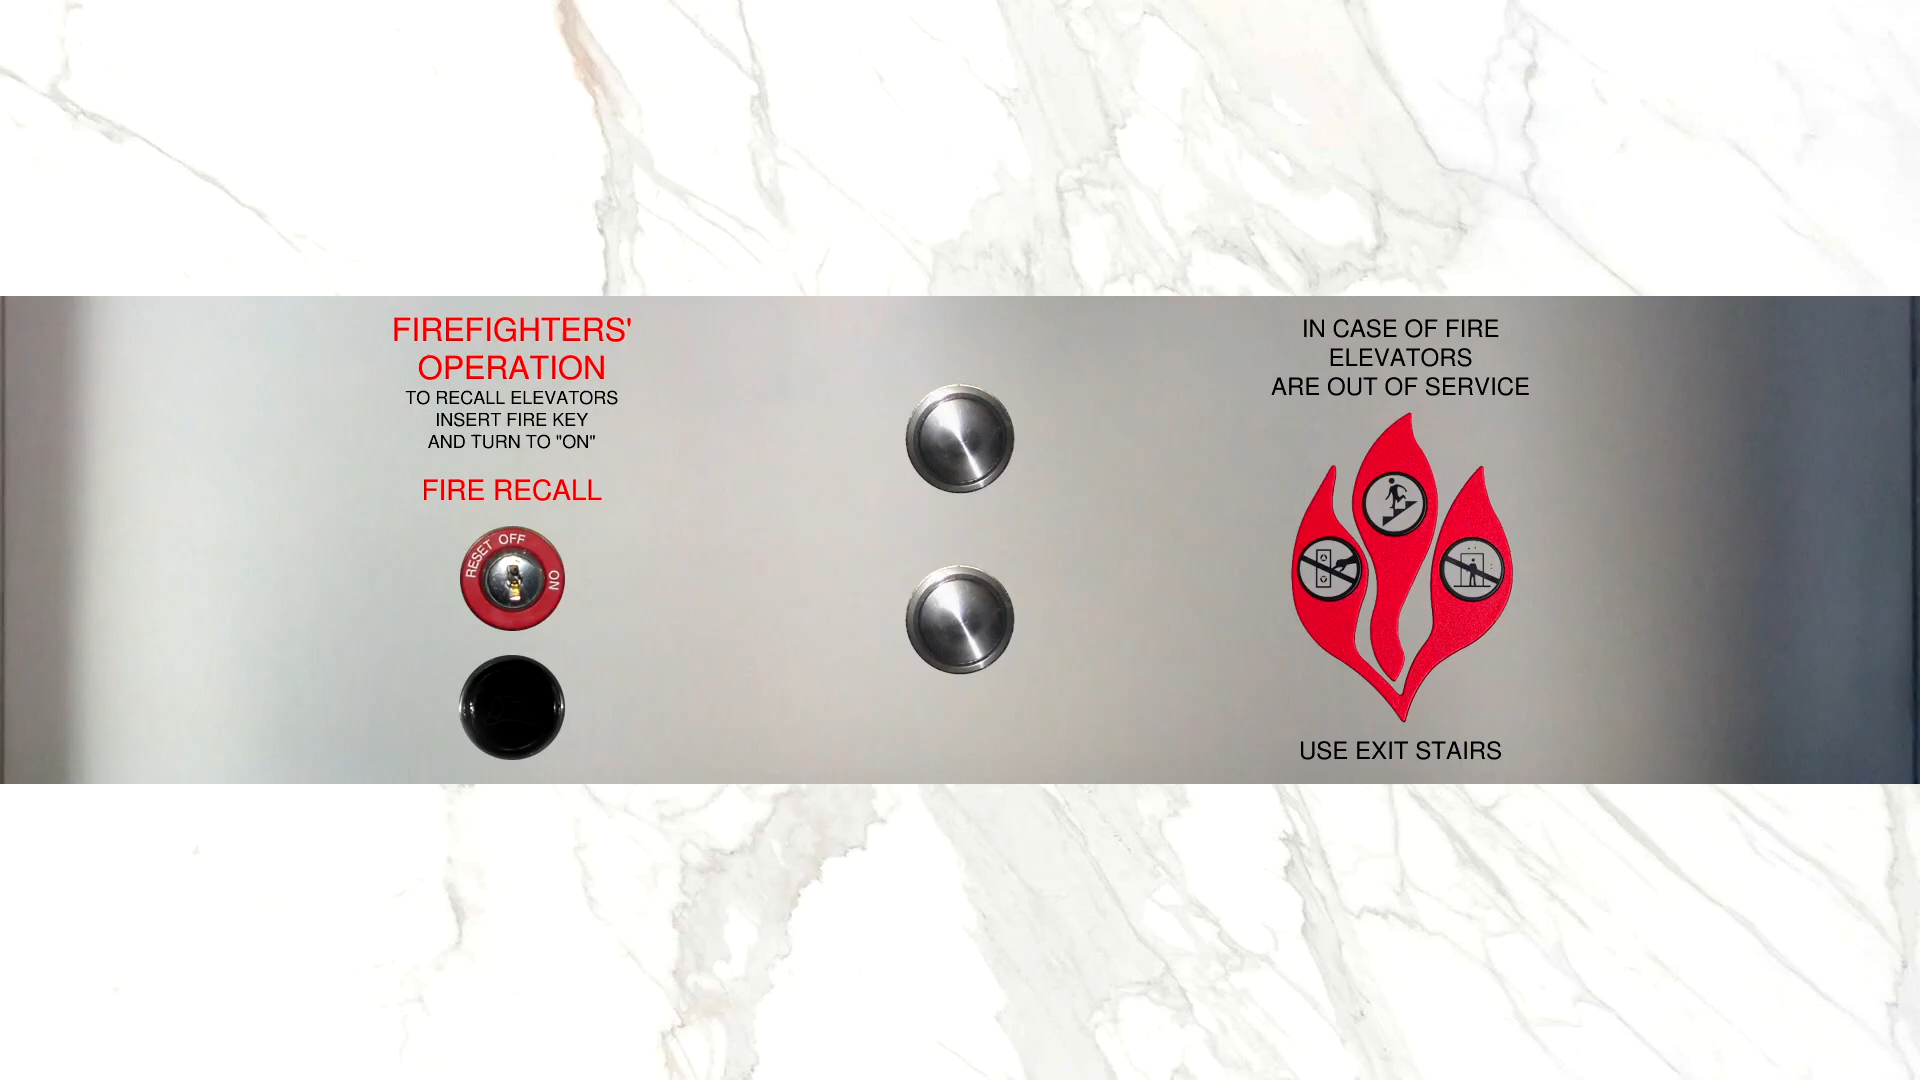 FIREFIGHTERS'
OPERATION
TO RECALL ELEVATORS
INSERT FIRE KEY
AND TURN TO "ON"
FIRE RECALL
RESET OFF ON
IN CASE OF FIRE
ELEVATORS
ARE OUT OF SERVICE
USE EXIT STAIRS